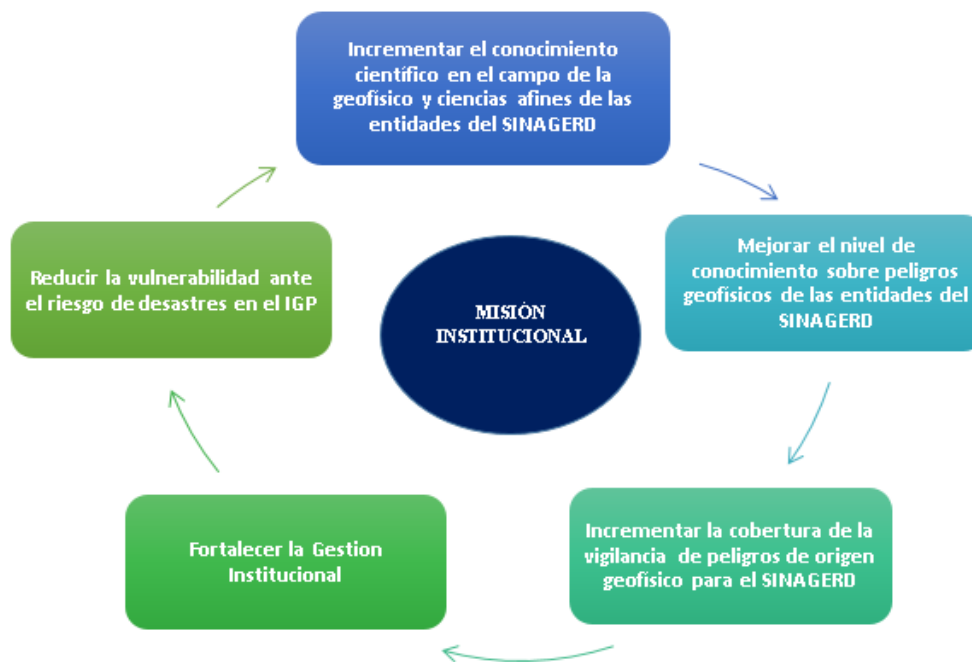 Incrementar el conocimiento
científico en el campo de la
geofísico y ciencias afines de las
entidades del SINAGERD
Mejorar el nivel de
conocimiento sobre peligros
geofísicos de las entidades del
SINAGERD
Incrementar la cobertura de la
vigilancia de peligros de origen
geofísico para el SINAGERD
Fortalecer la Gestion
Institucional
Reducir la vulnerabilidad ante
el riesgo de desastres en el IGP
MISIÓN
INSTITUCIONAL